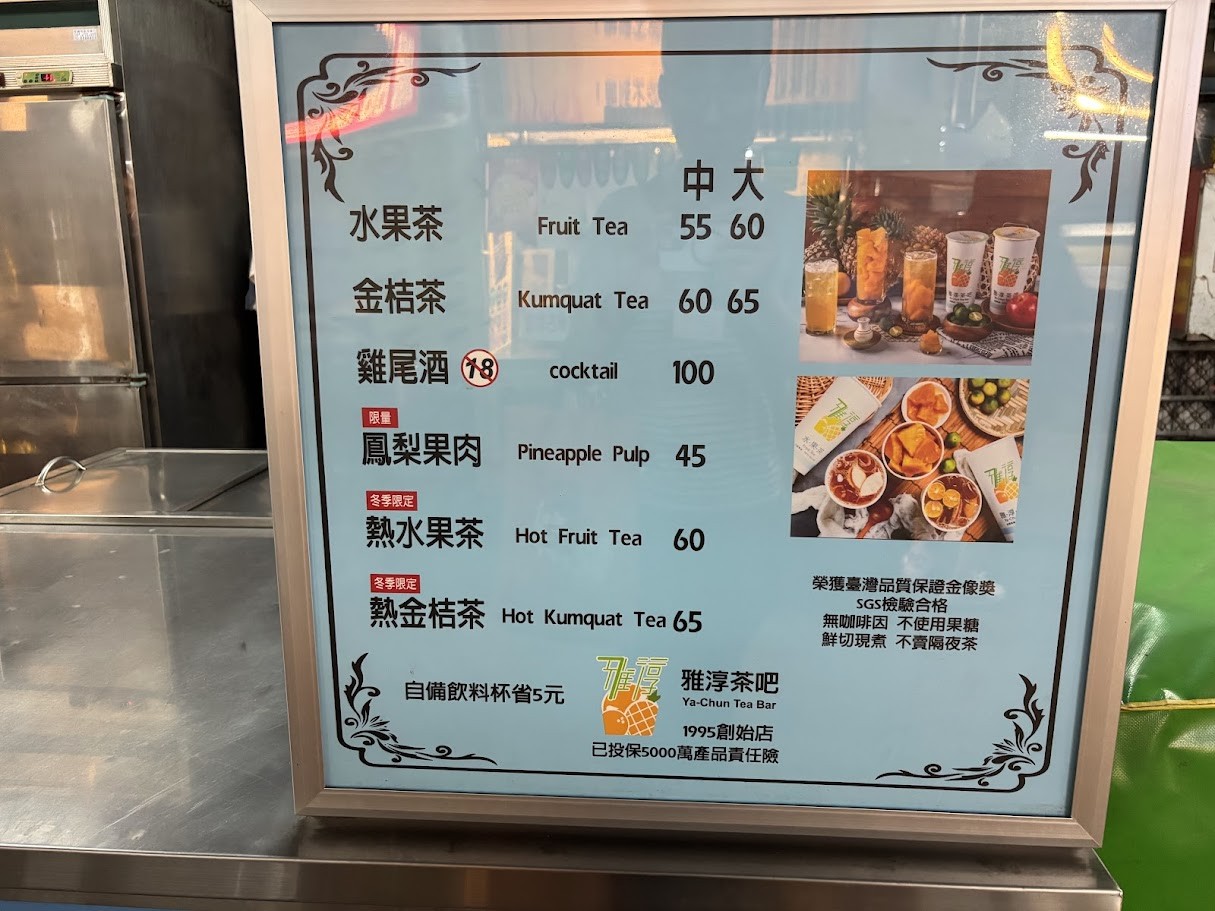 中 大
水果茶 Fruit Tea 55 60
金桔茶 Kumquat Tea 60 65
雞尾酒 18 cocktail 100
限量
鳳梨果肉 Pineapple Pulp 45
冬季限定
熱水果茶 Hot Fruit Tea 60
冬季限定
熱金桔茶 Hot Kumquat Tea 65
榮獲臺灣品質保證金像獎
SGS檢驗合格
無咖啡因 不使用果糖
鮮切現煮 不賣隔夜茶
自備飲料杯省5元
雅淳
雅淳茶吧
Ya-Chun Tea Bar
1995創始店
已投保5000萬產品責任險